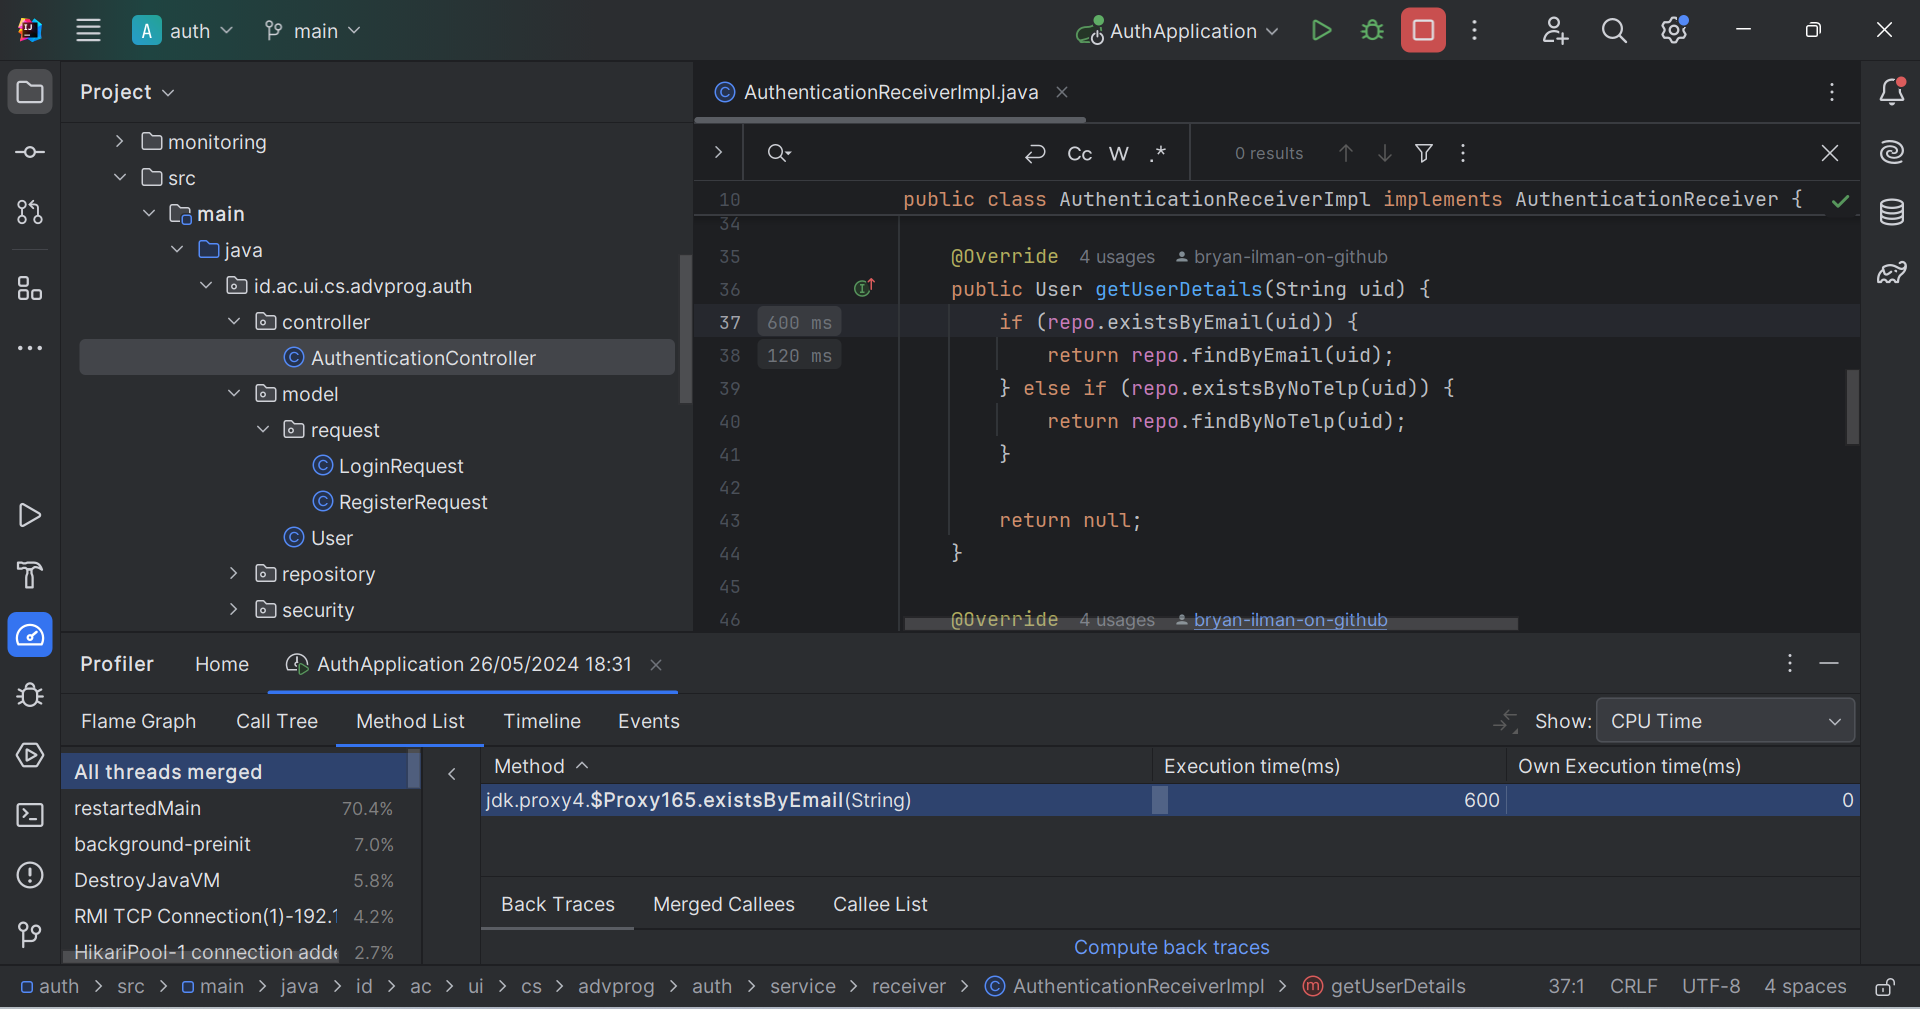 A auth main AuthApplication
Project
monitoring
src
main
java
id.ac.ui.cs.advprog.auth
controller
AuthenticationController
model
request
LoginRequest
RegisterRequest
User
repository
security
AuthenticationReceiverImpl.java
Cc W .* 0 results
10 public class AuthenticationReceiverImpl implements AuthenticationReceiver {
34
35 @Override 4 usages bryan-ilman-on-github
36 public User getUserDetails(String uid) {
37 600 ms if (repo.existsByEmail(uid)) {
38 120 ms return repo.findByEmail(uid);
39 } else if (repo.existsByNoTelp(uid)) {
40 return repo.findByNoTelp(uid);
41 }
42
43 return null;
44 }
45
46 @Override 4 usages bryan-ilman-on-github
Profiler Home AuthApplication 26/05/2024 18:31
Flame Graph Call Tree Method List Timeline Events Show: CPU Time
All threads merged
restartedMain 70.4%
background-preinit 7.0%
DestroyJavaVM 5.8%
RMI TCP Connection(1)-192.1 4.2%
HikariPool-1 connection adde 2.7%
Method Execution time(ms) Own Execution time(ms)
jdk.proxy4.$Proxy165.existsByEmail(String) 600 0
Back Traces Merged Callees Callee List
Compute back traces
auth > src > main > java > id > ac > ui > cs > advprog > auth > service > receiver > AuthenticationReceiverImpl > getUserDetails 37:1 CRLF UTF-8 4 spaces